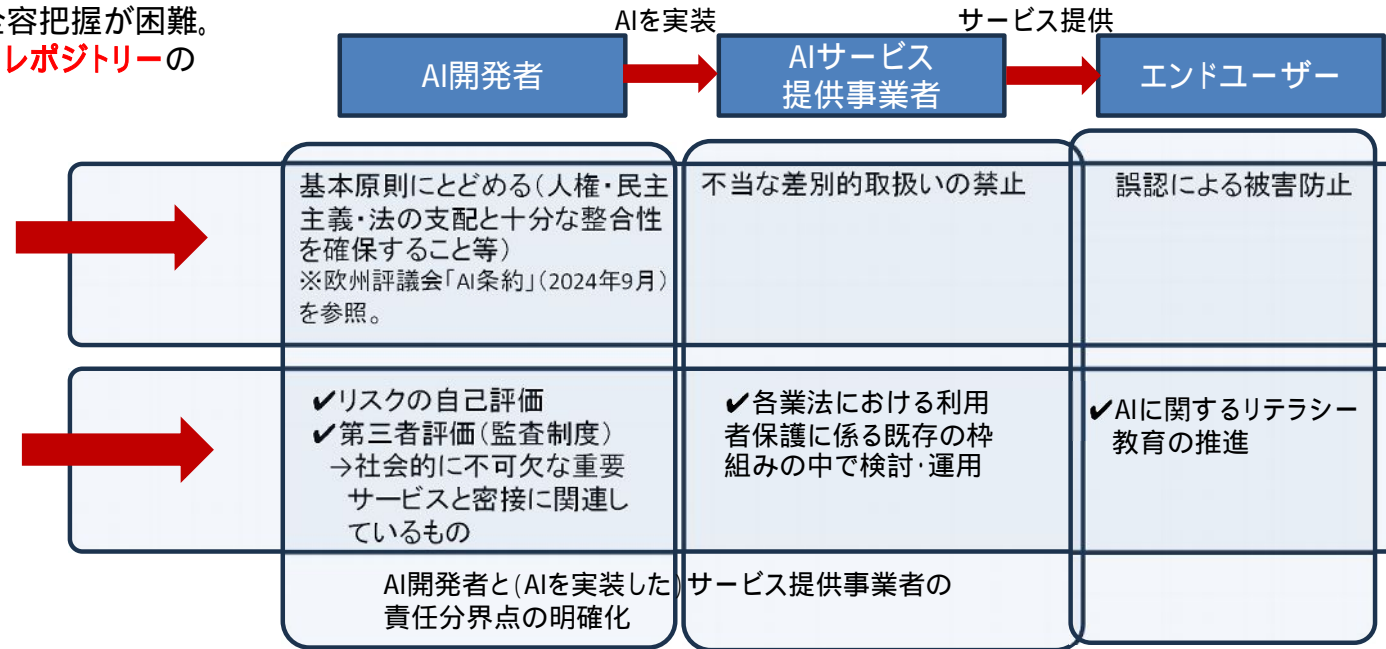 全容把握が困難。
レポジトリーの
AIを実装
サービス提供
AI開発者
AIサービス
提供事業者
エンドユーザー
基本原則にとどめる(人権・民主
主義・法の支配と十分な整合性
を確保すること等)
※欧州評議会「AI条約」(2024年9月)
を参照。
不当な差別的取扱いの禁止
誤認による被害防止
✔リスクの自己評価
✔第三者評価(監査制度)
→社会的に不可欠な重要
サービスと密接に関連し
ているもの
✔各業法における利用
者保護に係る既存の枠
組みの中で検討・運用
✔AIに関するリテラシー
教育の推進
AI開発者と(AIを実装した)サービス提供事業者の
責任分界点の明確化